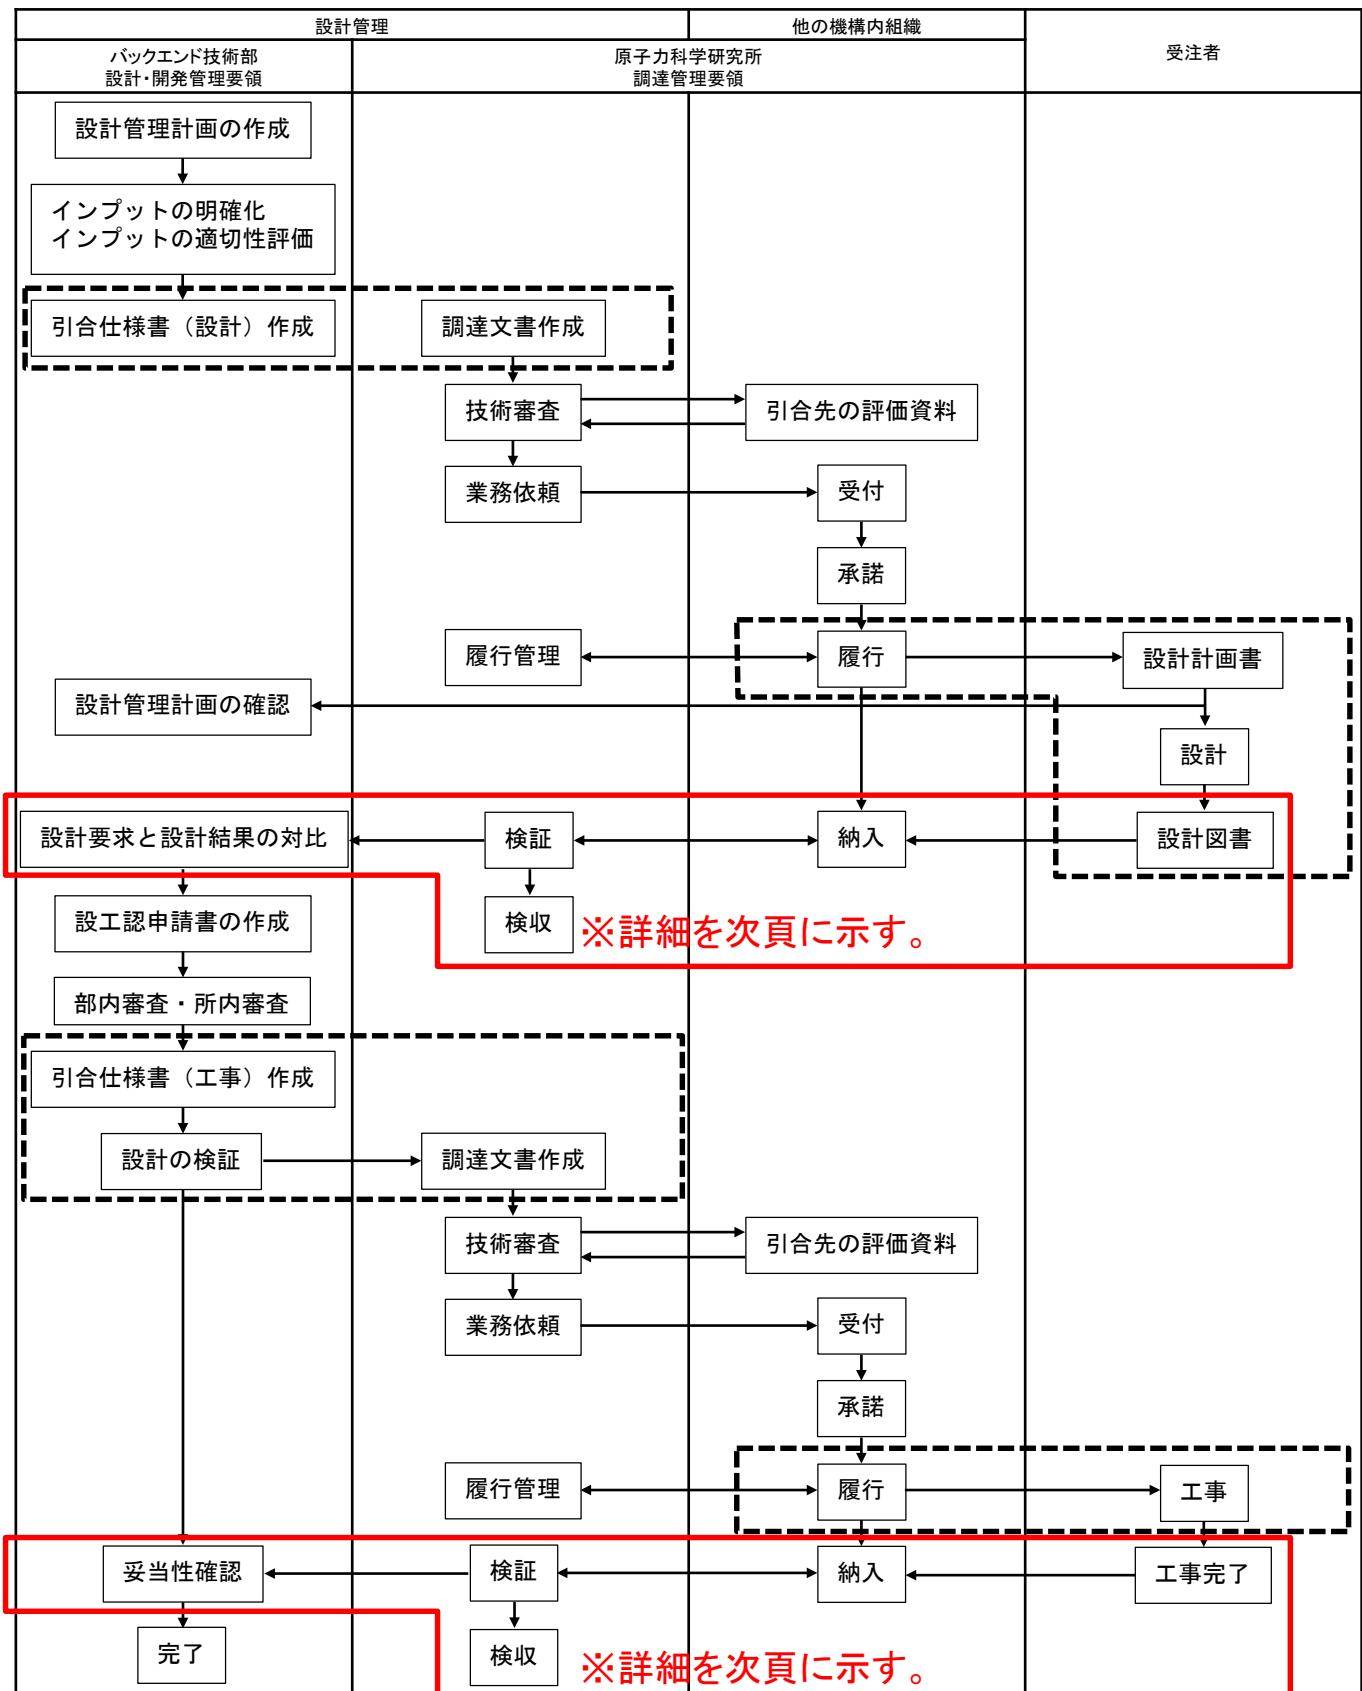 設計管理
他の機構内組織
受注者
バックエンド技術部
設計・開発管理要領
原子力科学研究所
調達管理要領
設計管理計画の作成
インプットの明確化
インプットの適切性評価
引合仕様書（設計）作成
調達文書作成
技術審査
引合先の評価資料
業務依頼
受付
承諾
履行管理
履行
設計計画書
設計管理計画の確認
設計
設計要求と設計結果の対比
検証
納入
設計図書
設工認申請書の作成
検収
※詳細を次頁に示す。
部内審査・所内審査
引合仕様書（工事）作成
設計の検証
調達文書作成
技術審査
引合先の評価資料
業務依頼
受付
承諾
履行管理
履行
工事
妥当性確認
検証
納入
工事完了
完了
検収
※詳細を次頁に示す。